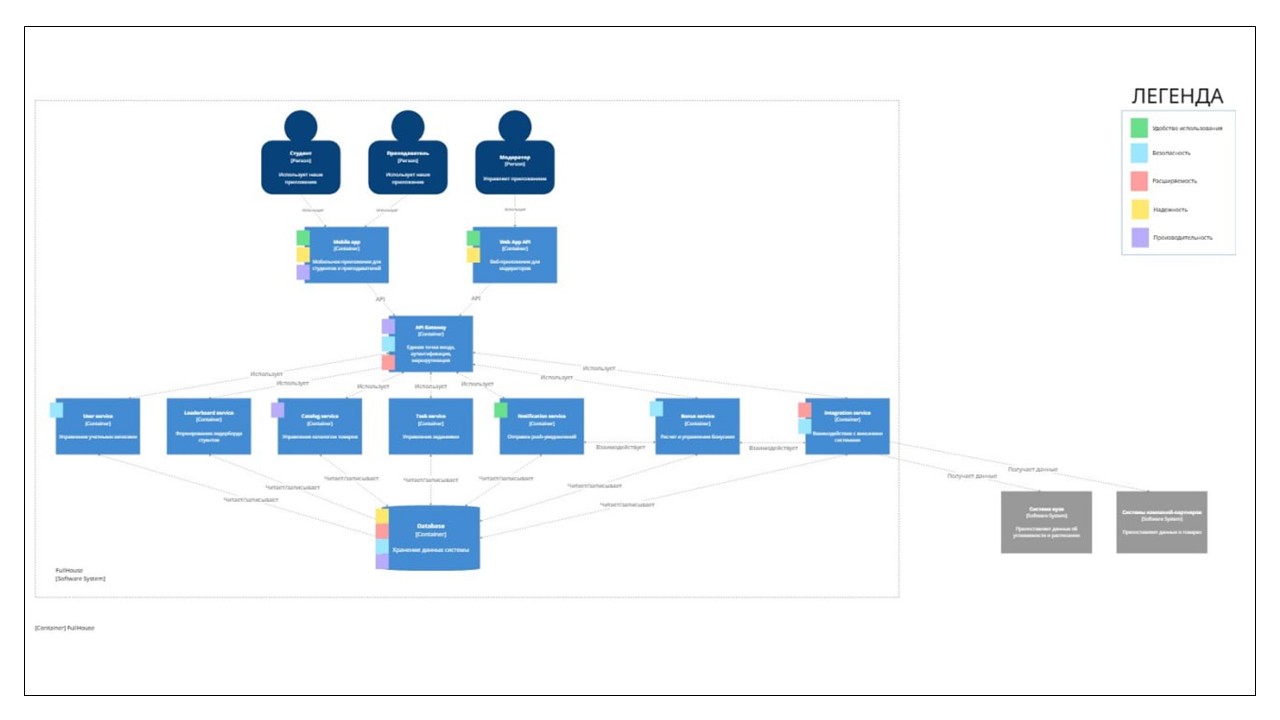 ЛЕГЕНДА
Удобство использования
Безопасность
Расширяемость
Надежность
Производительность
Студент
[Person]
Использует наше
приложение
Преподаватель
[Person]
Использует наше
приложение
Модератор
[Person]
Управляет приложением
Использует
Использует
Использует
Mobile app
[Container]
Мобильное приложение для
студентов и преподавателей
Web App API
[Container]
Веб-приложение для
модераторов
API
API
API Gateway
[Container]
Единая точка входа,
аутентификация,
маршрутизация
Использует
Использует
Использует
Использует
Использует
Использует
Использует
User service
[Container]
Управление учетными записями
Leaderboard service
[Container]
Формирование лидерборда
Catalog service
[Container]
Управление каталогом товаров
Task service
[Container]
Управление задачами
Notification service
[Container]
Отправка push-уведомлений
Bonus service
[Container]
Расчет и управление бонусами
Integration service
[Container]
Взаимодействие с внешними
системами
Взаимодействует
Взаимодействует
Читает/записывает
Читает/записывает
Читает/записывает
Читает/записывает
Читает/записывает
Читает/записывает
Читает/записывает
Получает данные
Получает данные
Database
[Container]
Хранение данных системы
Система вуза
[Software System]
Предоставляет данные об
успеваемости и расписании
Системы компаний-партнеров
[Software System]
Предоставляет данные о товарах
FullHouse
[Software System]
[Container] FullHouse